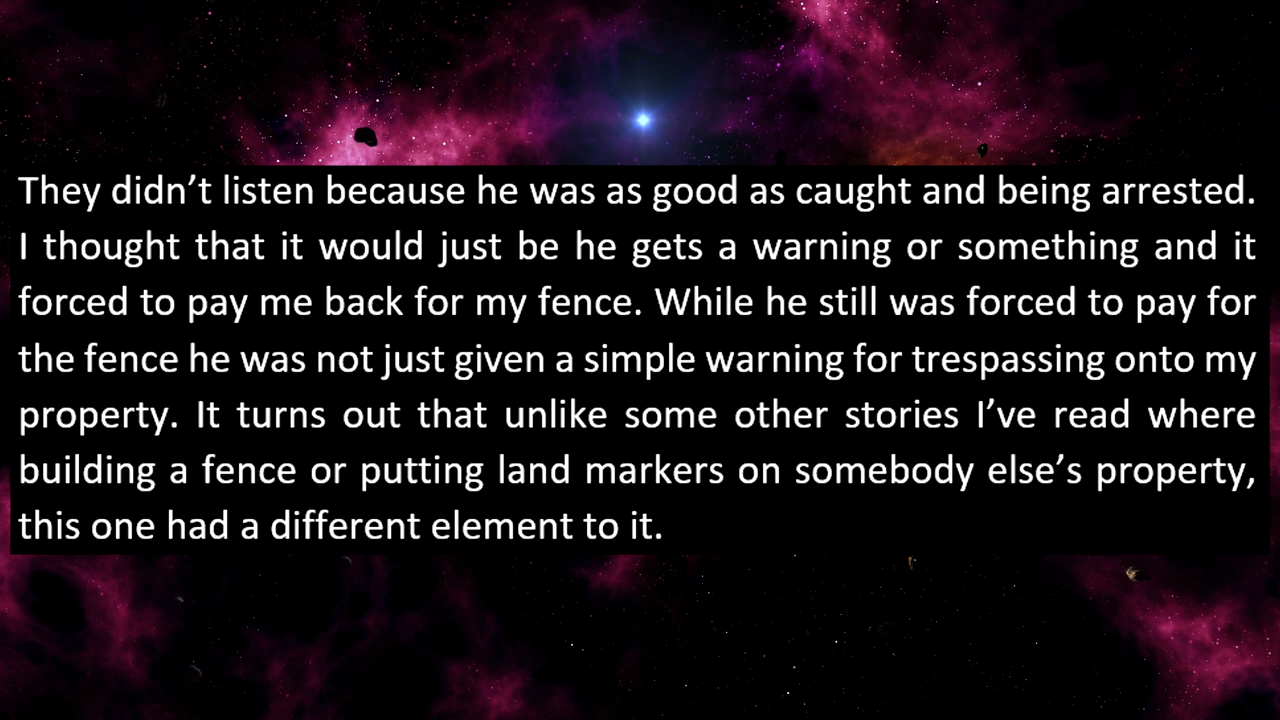 They didn’t listen because he was as good as caught and being arrested.
I thought that it would just be he gets a warning or something and it
forced to pay me back for my fence. While he still was forced to pay for
the fence he was not just given a simple warning for trespassing onto my
property. It turns out that unlike some other stories I’ve read where
building a fence or putting land markers on somebody else’s property,
this one had a different element to it.